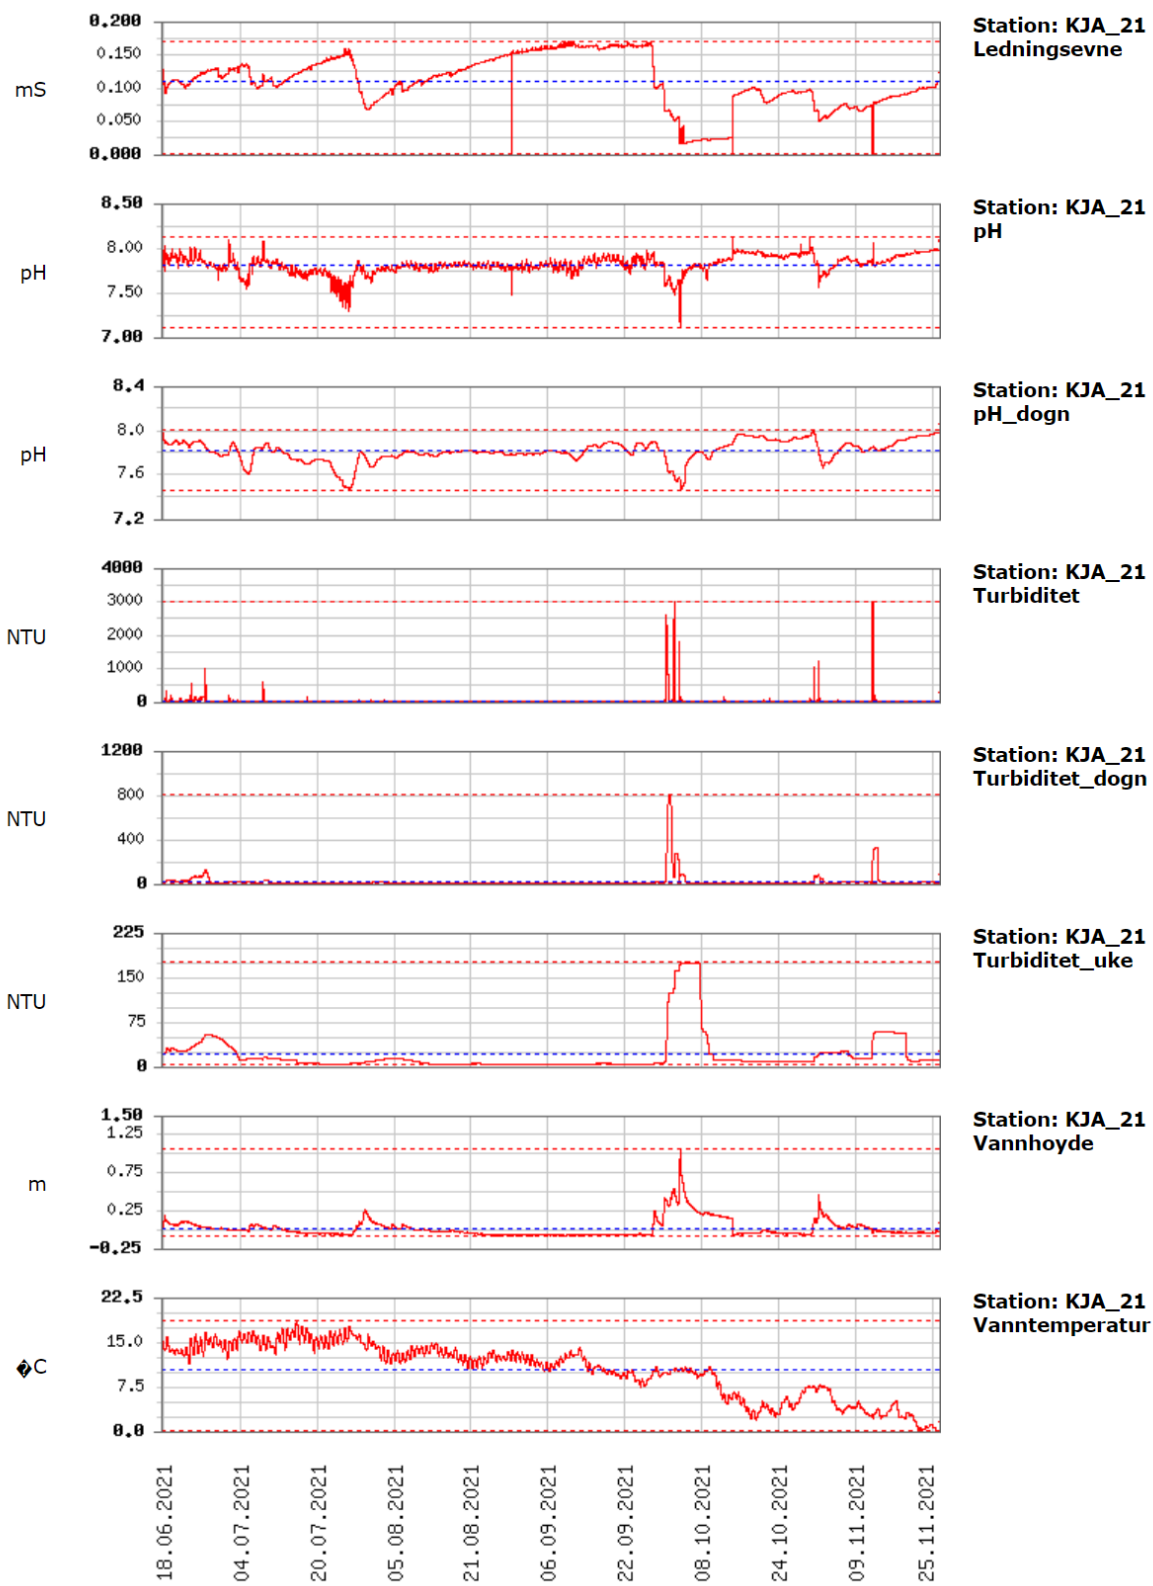 0.200
0.150
mS
0.100
0.050
0.000
Station: KJA_21
Ledningsevne
8.50
8.00
pH
7.50
7.00
Station: KJA_21
pH
8.4
8.0
pH
7.6
7.2
Station: KJA_21
pH_dogn
4000
3000
NTU
2000
1000
0
Station: KJA_21
Turbiditet
1200
800
NTU
400
0
Station: KJA_21
Turbiditet_dogn
225
150
NTU
75
0
Station: KJA_21
Turbiditet_uke
1.50
1.25
0.75
m
0.25
-0.25
Station: KJA_21
Vannhoyde
22.5
15.0
�C
7.5
0.0
Station: KJA_21
Vanntemperatur
18.06.2021
04.07.2021
20.07.2021
05.08.2021
21.08.2021
06.09.2021
22.09.2021
08.10.2021
24.10.2021
09.11.2021
25.11.2021